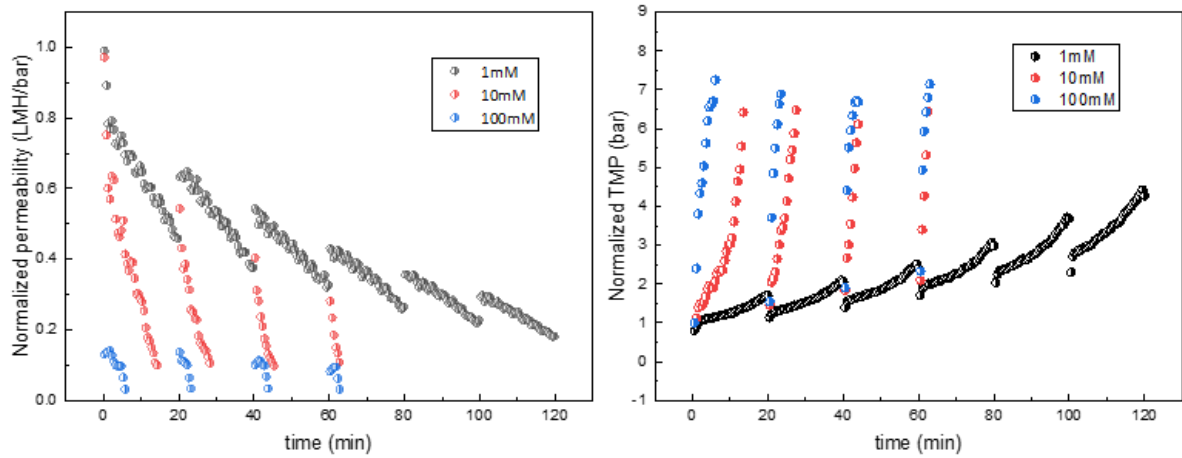 Normalized permeability (LMH/bar)
1.0
0.8
0.6
0.4
0.2
0.0
0 20 40 60 80 100 120
time (min)
1mM
10mM
100mM
Normalized TMP (bar)
9
8
7
6
5
4
3
2
1
0
-1
0 20 40 60 80 100 120
time (min)
1mM
10mM
100mM